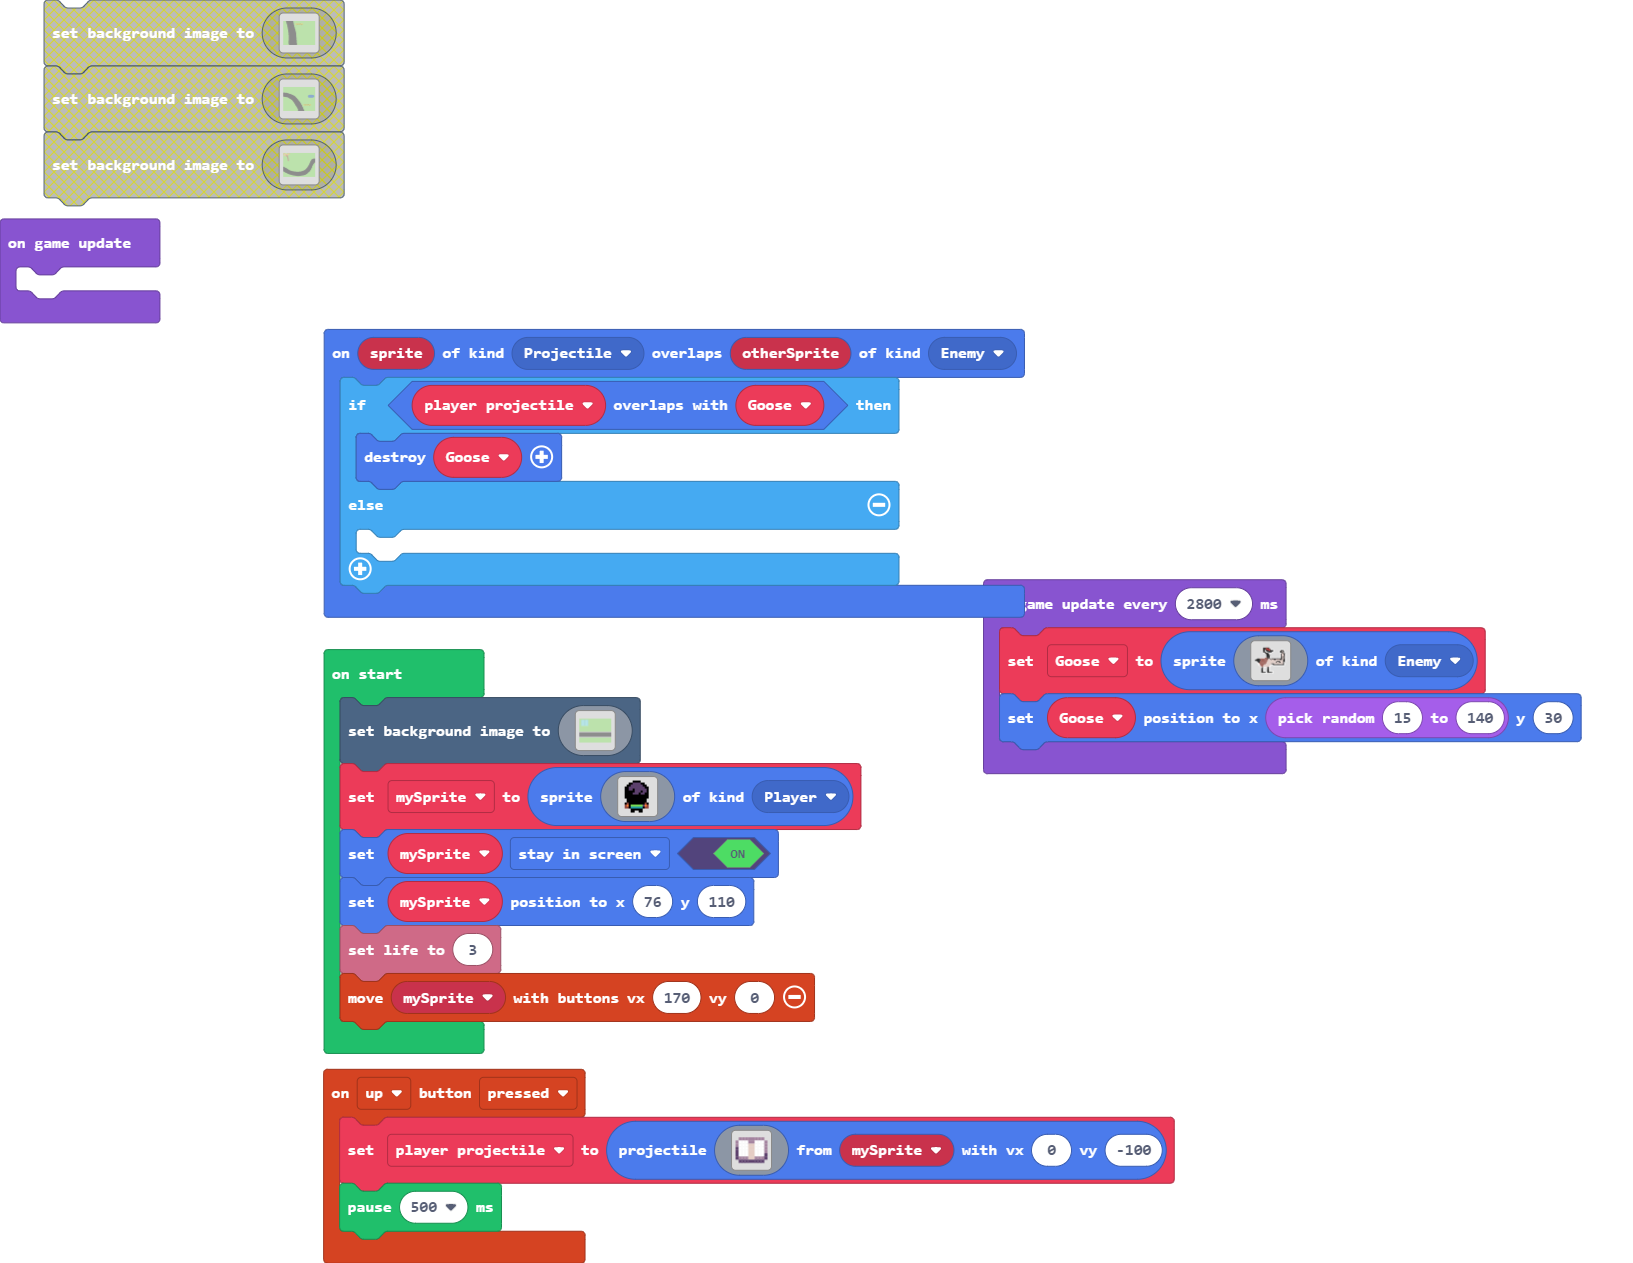 set background image to
set background image to
set background image to
on game update
on sprite of kind Projectile overlaps otherSprite of kind Enemy
if player projectile overlaps with Goose then
destroy Goose
else
game update every 2800 ms
set Goose to sprite of kind Enemy
set Goose position to x pick random 15 to 140 y 30
on start
set background image to
set mySprite to sprite of kind Player
set mySprite stay in screen ON
set mySprite position to x 76 y 110
set life to 3
move mySprite with buttons vx 170 vy 0
on up button pressed
set player projectile to projectile from mySprite with vx 0 vy -100
pause 500 ms